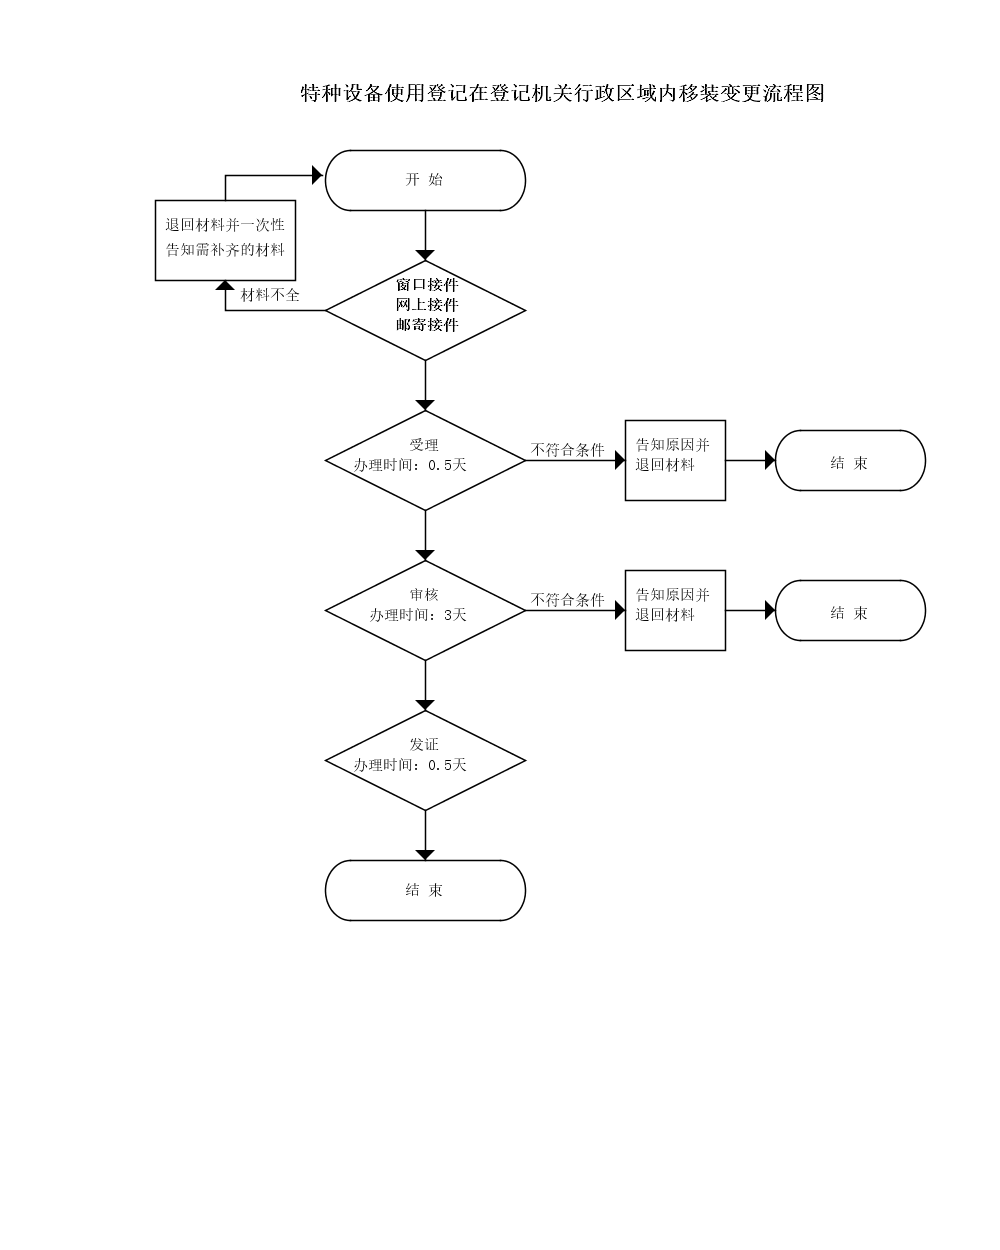 特种设备使用登记在登记机关行政区域内移装变更流程图
开 始
退回材料并一次性
告知需补齐的材料
材料不全
窗口接件
网上接件
邮寄接件
受理
办理时间：0.5天
不符合条件
告知原因并
退回材料
结 束
审核
办理时间：3天
不符合条件
告知原因并
退回材料
结 束
发证
办理时间：0.5天
结 束